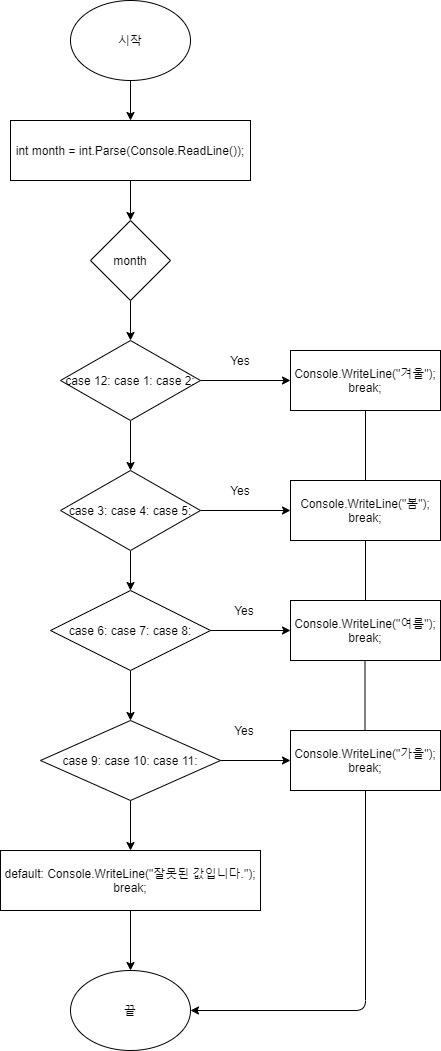 시작
int month = int.Parse(Console.ReadLine());
month
case 12: case 1: case 2:
Yes
Console.WriteLine("겨울");
break;
case 3: case 4: case 5:
Yes
Console.WriteLine("봄");
break;
case 6: case 7: case 8:
Yes
Console.WriteLine("여름");
break;
case 9: case 10: case 11:
Yes
Console.WriteLine("가을");
break;
default: Console.WriteLine("잘못된 값입니다.");
break;
끝